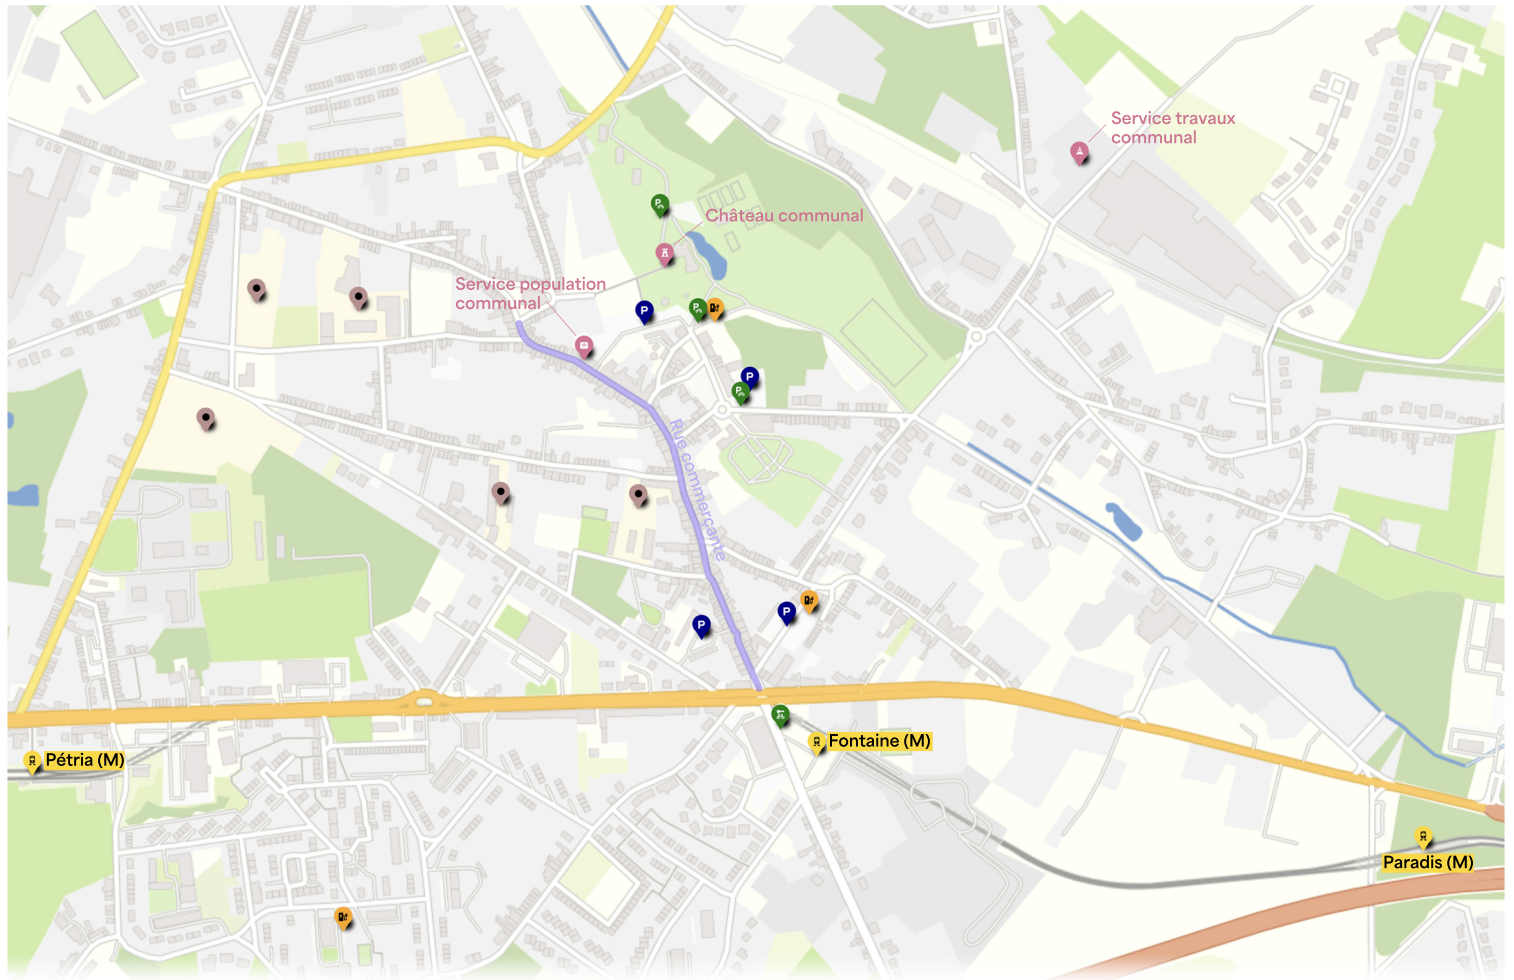 Service travaux
communal
Château communal
Service population
communal
P
P
P
P
P
P
P
Rue commerçante
Pétria (M)
Fontaine (M)
Paradis (M)